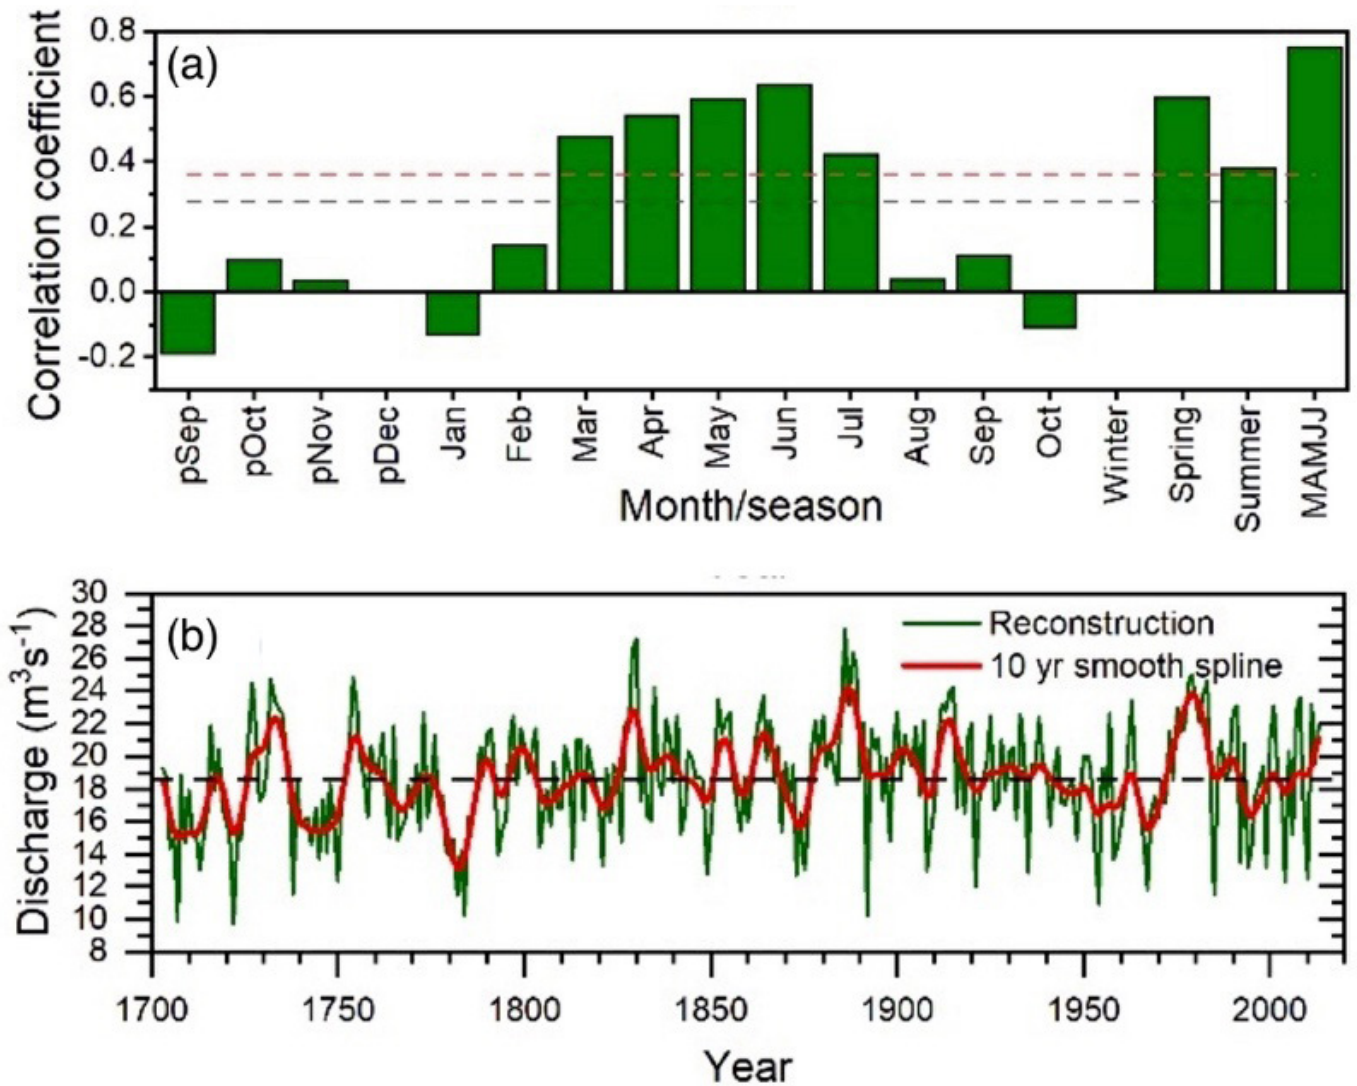 (a)
Correlation coefficient
0.8
0.6
0.4
0.2
0.0
-0.2
pSep
pOct
pNov
pDec
Jan
Feb
Mar
Apr
May
Jun
Jul
Aug
Sep
Oct
Winter
Spring
Summer
MAMJJ
Month/season
(b)
Discharge (m³s⁻¹)
30
28
26
24
22
20
18
16
14
12
10
8
Reconstruction
10 yr smooth spline
1700
1750
1800
1850
1900
1950
2000
Year